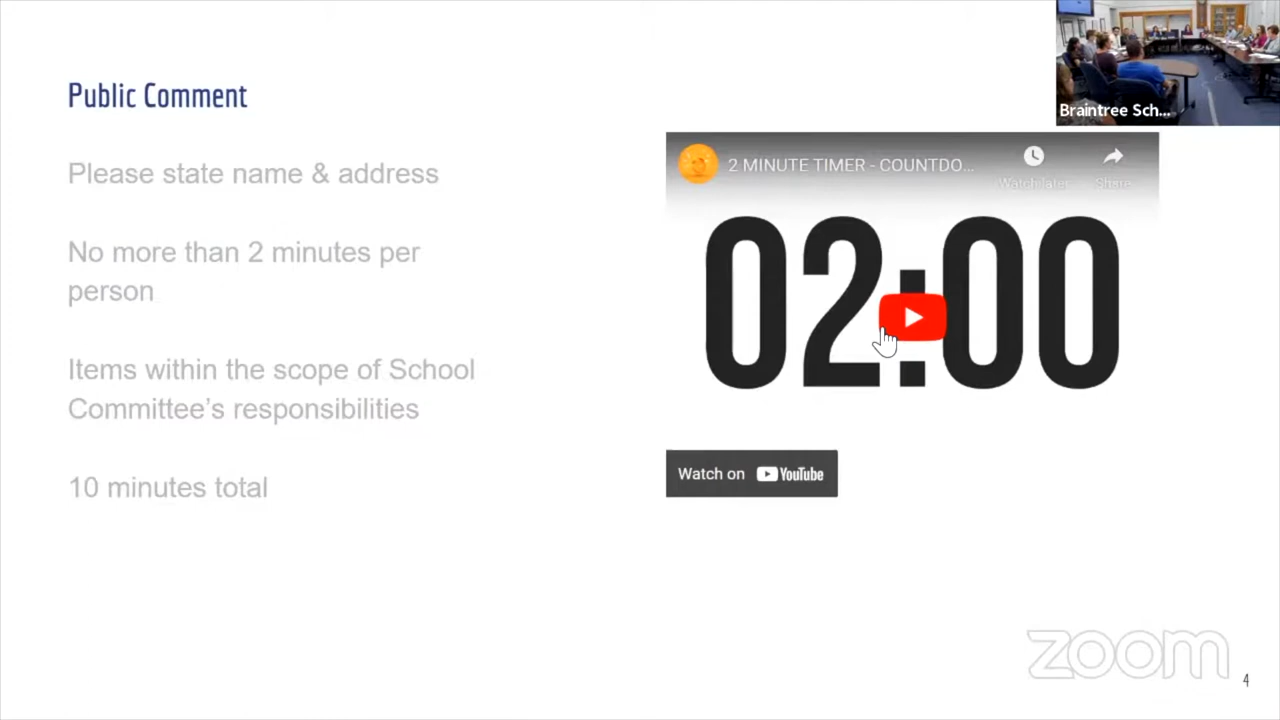 Public Comment
Please state name & address
No more than 2 minutes per
person
Items within the scope of School
Committee's responsibilities
10 minutes total
Braintree Sch...
2 MINUTE TIMER - COUNTDO...
Watch later
Share
02:00
Watch on YouTube
zoom
4